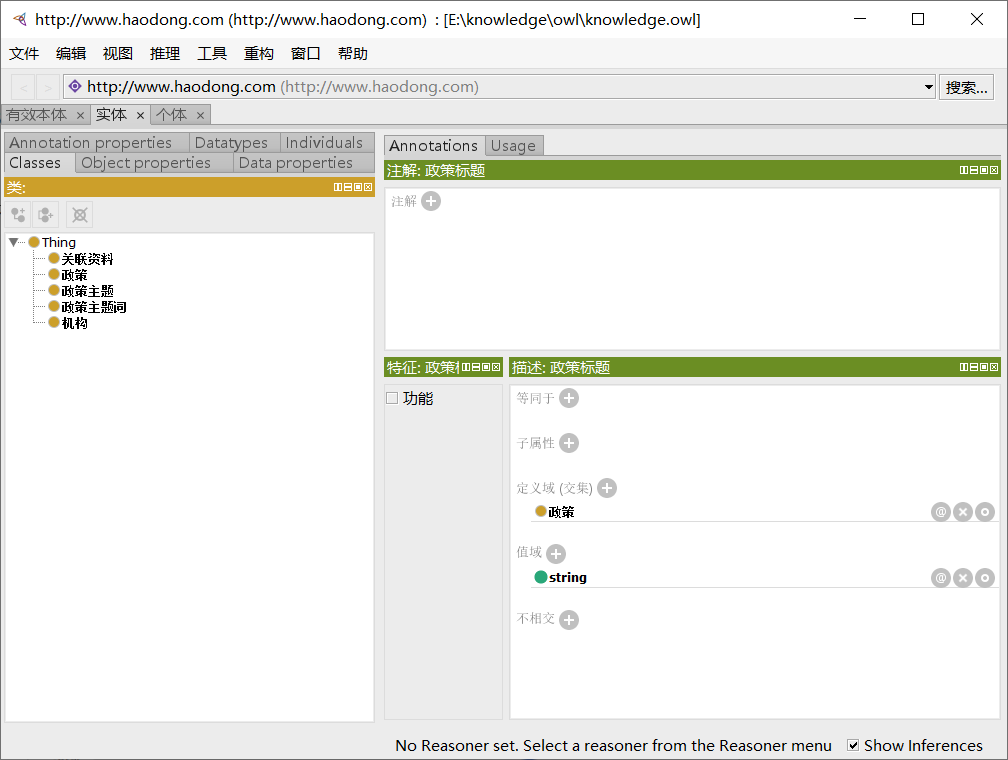 http://www.haodong.com (http://www.haodong.com) : [E:\knowledge\owl\knowledge.owl]
文件 编辑 视图 推理 工具 重构 窗口 帮助
< > http://www.haodong.com (http://www.haodong.com) 搜索...
有效本体 × 实体 × 个体 ×
Annotation properties Datatypes Individuals
Classes Object properties Data properties
类:
Thing
关联资料
政策
政策主题
政策主题词
机构
Annotations Usage
注解: 政策标题
注解
特征: 政策标
功能
描述: 政策标题
等同于
子属性
定义域 (交集)
政策
值域
string
不相交
No Reasoner set. Select a reasoner from the Reasoner menu Show Inferences